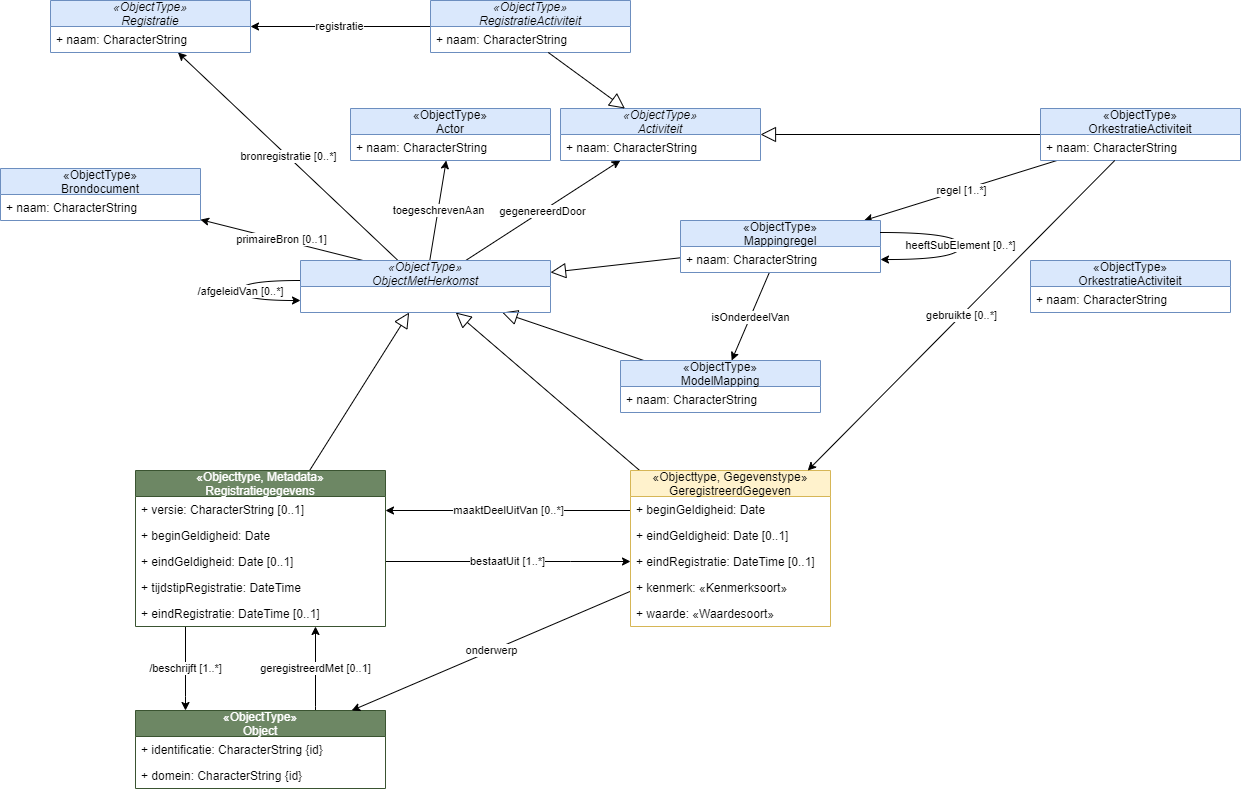 «ObjectType»
Registratie
+ naam: CharacterString
registratie
«ObjectType»
RegistratieActiviteit
+ naam: CharacterString
«ObjectType»
Actor
+ naam: CharacterString
«ObjectType»
Activiteit
+ naam: CharacterString
«ObjectType»
OrkestratieActiviteit
+ naam: CharacterString
bronregistratie [0..*]
«ObjectType»
Brondocument
+ naam: CharacterString
regel [1..*]
toegeschrevenAan
gegenereerdDoor
primaireBron [0..1]
«ObjectType»
Mappingregel
+ naam: CharacterString
heeftSubElement [0..*]
«ObjectType»
ObjectMetHerkomst
/afgeleidVan [0..*]
«ObjectType»
OrkestratieActiviteit
+ naam: CharacterString
isOnderdeelVan
gebruikte [0..*]
«ObjectType»
ModelMapping
+ naam: CharacterString
«Objecttype, Metadata»
Registratiegegevens
+ versie: CharacterString [0..1]
+ beginGeldigheid: Date
+ eindGeldigheid: Date [0..1]
+ tijdstipRegistratie: DateTime
+ eindRegistratie: DateTime [0..1]
maaktDeelUitVan [0..*]
bestaatUit [1..*]
«Objecttype, Gegevenstype»
GeregistreerdGegeven
+ beginGeldigheid: Date
+ eindGeldigheid: Date [0..1]
+ eindRegistratie: DateTime [0..1]
+ kenmerk: «Kenmerksoort»
+ waarde: «Waardesoort»
onderwerp
/beschrijft [1..*]
geregistreerdMet [0..1]
«ObjectType»
Object
+ identificatie: CharacterString {id}
+ domein: CharacterString {id}